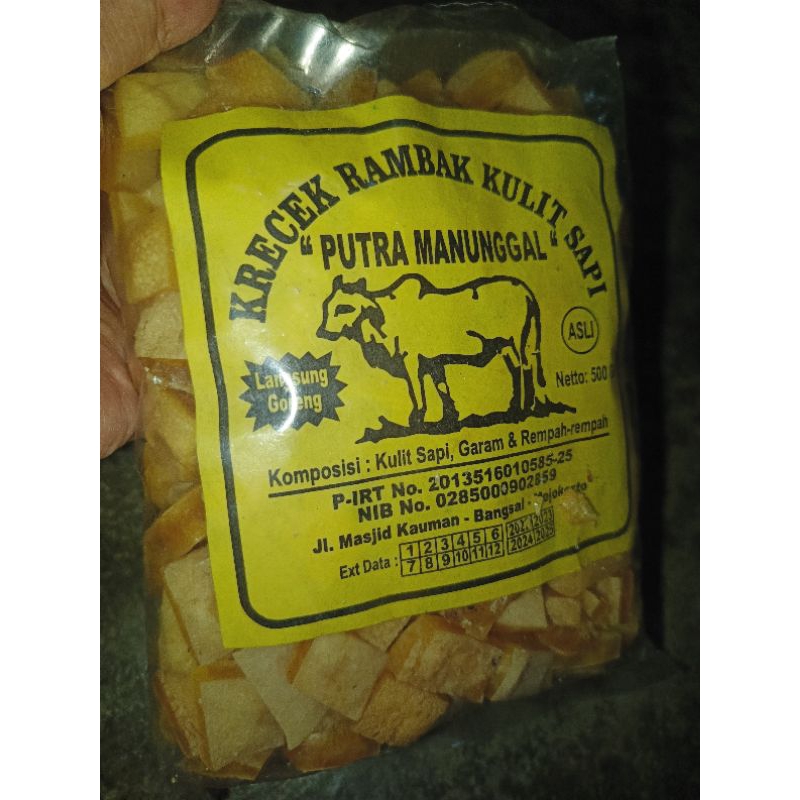 KRECEK RAMBAK KULIT SAPI
“ PUTRA MANUNGGAL “
ASLI
Langsung
Goreng
Netto: 500
Komposisi : Kulit Sapi, Garam & Rempah-rempah
P-IRT No. 2013516010585-25
NIB No. 0285000902859
Jl. Masjid Kauman - Bangsal - Mojokerto
Ext Data : 1 2 3 4 5 6
7 8 9 10 11 12 2024 2025